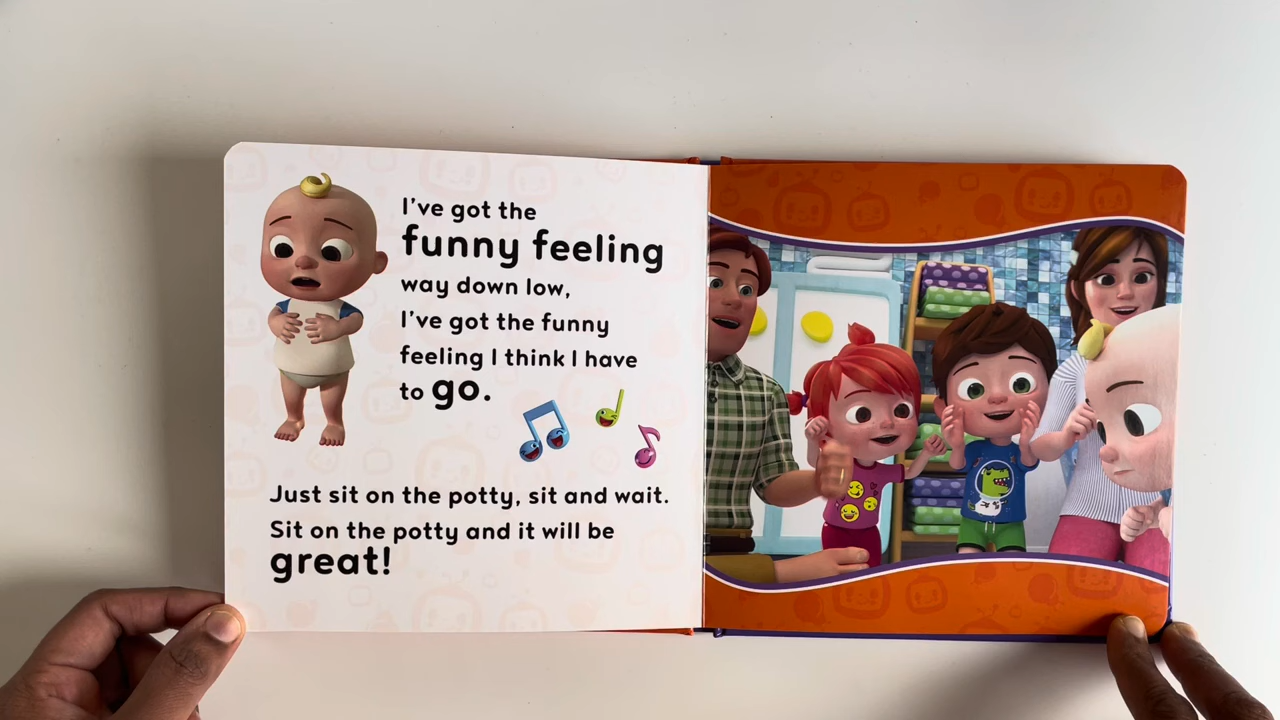 I've got the
funny feeling
way down low,
I've got the funny
feeling I think I have
to go.
Just sit on the potty, sit and wait.
Sit on the potty and it will be
great!